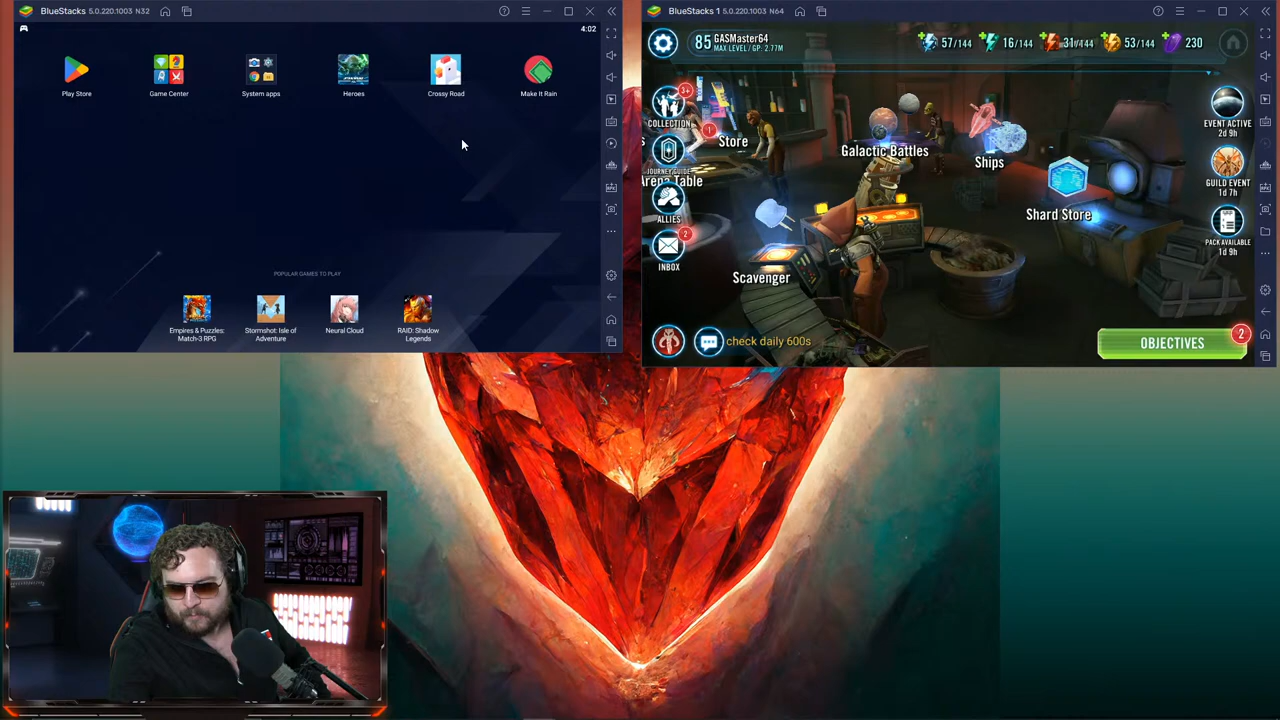 BlueStacks 5.0.220.1003 N32
4:02
Play Store
Game Center
System apps
Heroes
Crossy Road
Make It Rain
POPULAR GAMES TO PLAY
Empires & Puzzles:
Match-3 RPG
Stormshot: Isle of
Adventure
Neural Cloud
RAID: Shadow
Legends
BlueStacks 1 5.0.220.1003 N64
85 GASMaster64
MAX LEVEL/ GP: 2.77M
57/144
16/144
31/144
53/144
230
3+
COLLECTION
1
Store
JOURNEY GUIDE
Arena Table
ALLIES
2
INBOX
Galactic Battles
Ships
Shard Store
Scavenger
EVENT ACTIVE
2d 9h
GUILD EVENT
1d 7h
PACK AVAILABLE
1d 9h
check daily 600s
OBJECTIVES
2